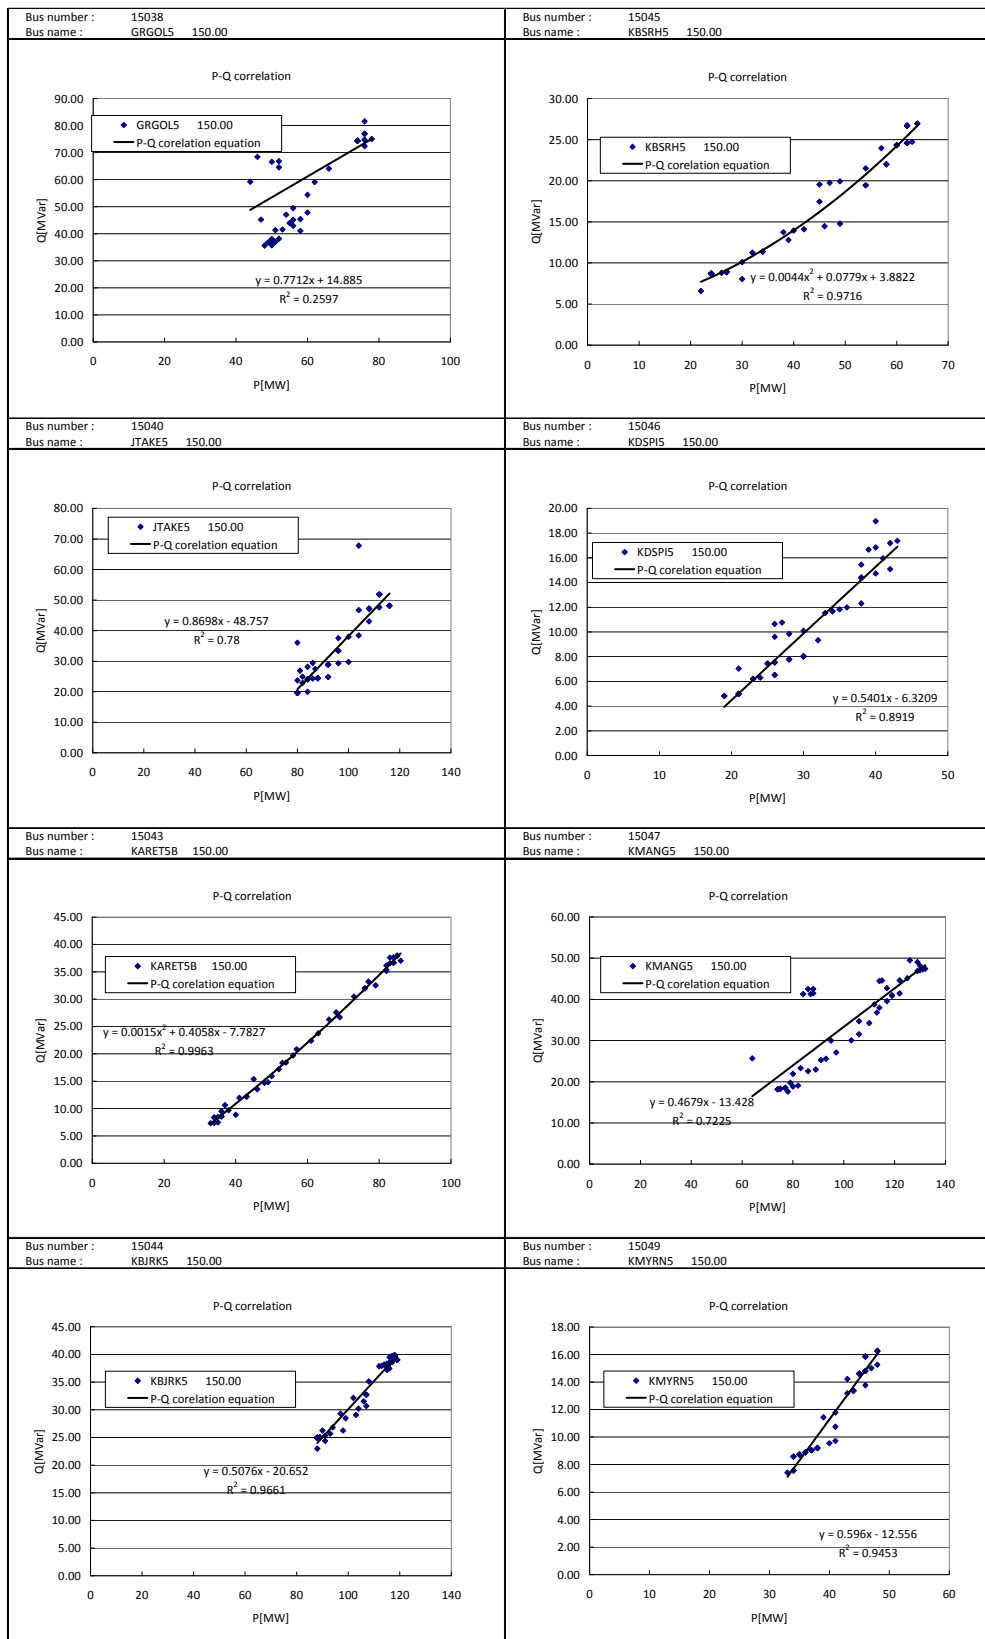 Bus number : 15038
Bus name : GRGOL5 150.00
P-Q correlation
90.00
80.00
70.00
60.00
50.00
40.00
30.00
20.00
10.00
0.00
Q[MVar]
GRGOL5 150.00
P-Q corelation equation
y = 0.7712x + 14.885
R2 = 0.2597
0 20 40 60 80 100
P[MW]
Bus number : 15045
Bus name : KBSRH5 150.00
P-Q correlation
30.00
25.00
20.00
15.00
10.00
5.00
0.00
Q[MVar]
KBSRH5 150.00
P-Q corelation equation
y = 0.0044x2 + 0.0779x + 3.8822
R2 = 0.9716
0 10 20 30 40 50 60 70
P[MW]
Bus number : 15040
Bus name : JTAKE5 150.00
P-Q correlation
80.00
70.00
60.00
50.00
40.00
30.00
20.00
10.00
0.00
Q[MVar]
JTAKE5 150.00
P-Q corelation equation
y = 0.8698x - 48.757
R2 = 0.78
0 20 40 60 80 100 120 140
P[MW]
Bus number : 15046
Bus name : KDSPI5 150.00
P-Q correlation
20.00
18.00
16.00
14.00
12.00
10.00
8.00
6.00
4.00
2.00
0.00
Q[MVar]
KDSPI5 150.00
P-Q corelation equation
y = 0.5401x - 6.3209
R2 = 0.8919
0 10 20 30 40 50
P[MW]
Bus number : 15043
Bus name : KARET5B 150.00
P-Q correlation
45.00
40.00
35.00
30.00
25.00
20.00
15.00
10.00
5.00
0.00
Q[MVar]
KARET5B 150.00
P-Q corelation equation
y = 0.0015x2 + 0.4058x - 7.7827
R2 = 0.9963
0 20 40 60 80 100
P[MW]
Bus number : 15047
Bus name : KMANG5 150.00
P-Q correlation
60.00
50.00
40.00
30.00
20.00
10.00
0.00
Q[MVar]
KMANG5 150.00
P-Q corelation equation
y = 0.4679x - 13.428
R2 = 0.7225
0 20 40 60 80 100 120 140
P[MW]
Bus number : 15044
Bus name : KBJRK5 150.00
P-Q correlation
45.00
40.00
35.00
30.00
25.00
20.00
15.00
10.00
5.00
0.00
Q[MVar]
KBJRK5 150.00
P-Q corelation equation
y = 0.5076x - 20.652
R2 = 0.9661
0 20 40 60 80 100 120 140
P[MW]
Bus number : 15049
Bus name : KMYRN5 150.00
P-Q correlation
18.00
16.00
14.00
12.00
10.00
8.00
6.00
4.00
2.00
0.00
Q[MVar]
KMYRN5 150.00
P-Q corelation equation
y = 0.596x - 12.556
R2 = 0.9453
0 10 20 30 40 50 60
P[MW]